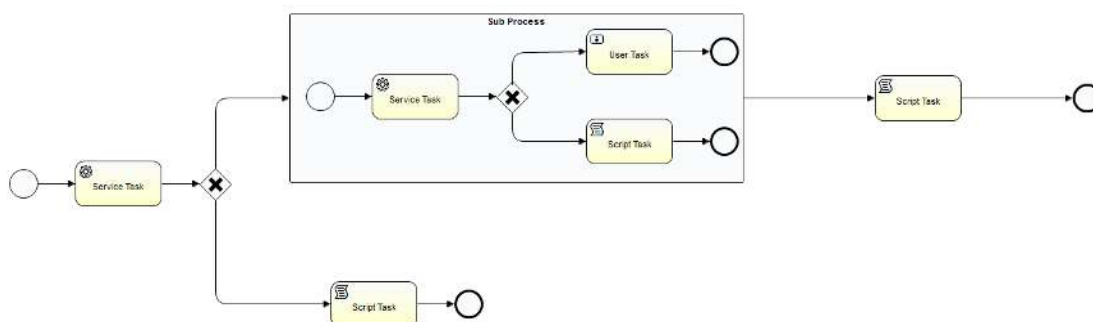 Sub Process
User Task
Service Task
Script Task
Script Task
Service Task
Script Task